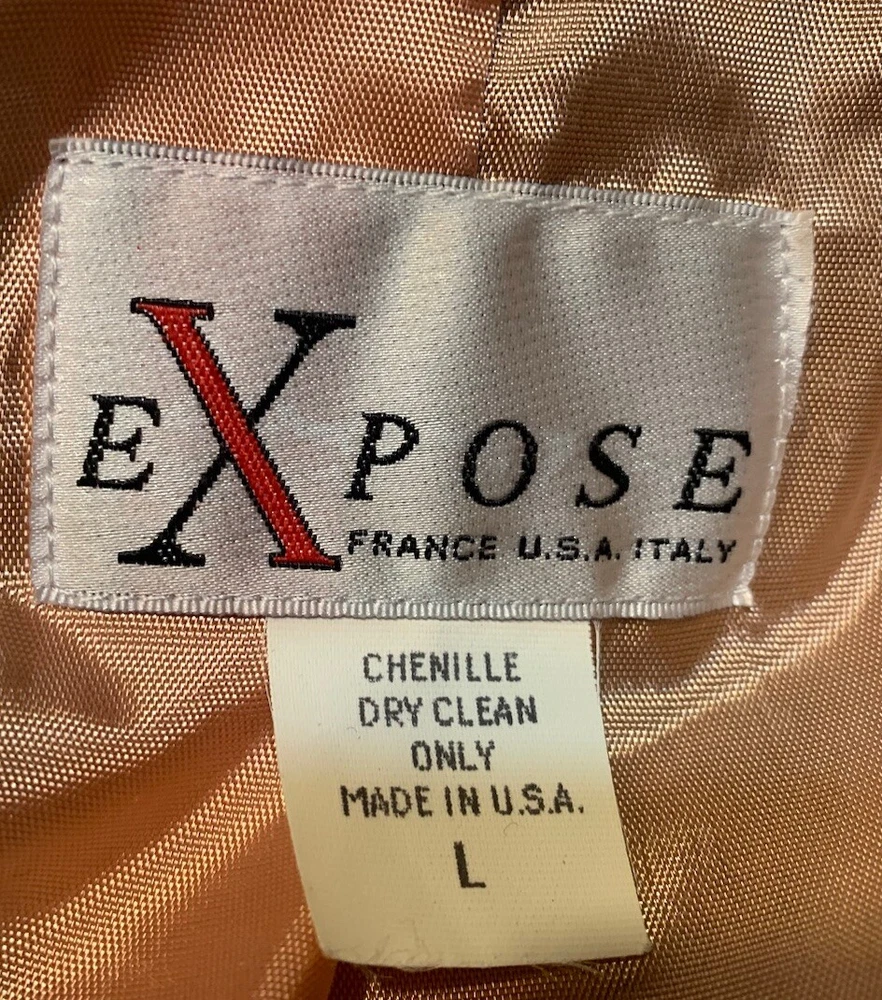 EXPOSE
FRANCE U.S.A. ITALY
CHENILLE
DRY CLEAN
ONLY
MADE IN U.S.A.
L